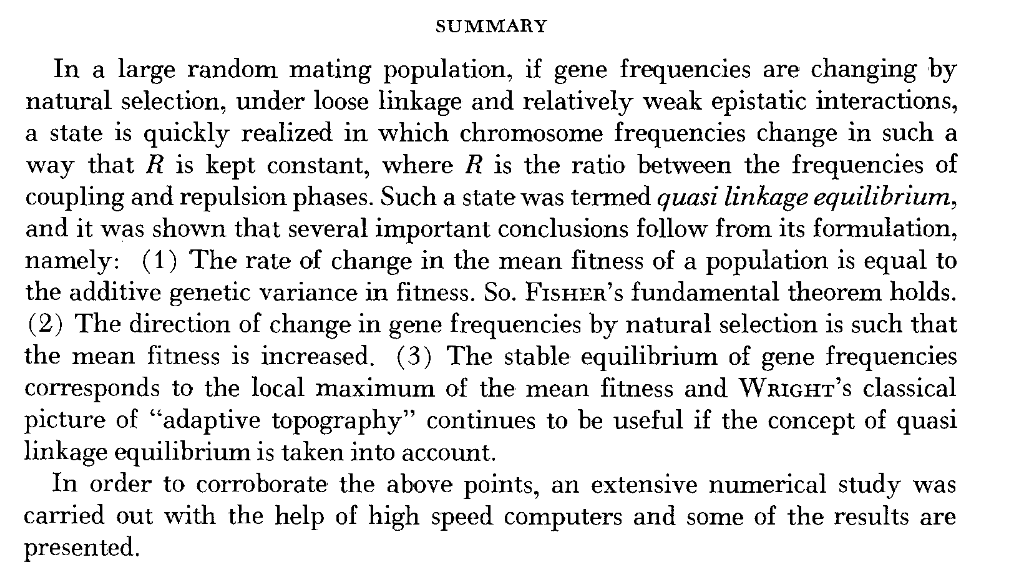 SUMMARY
In a large random mating population, if gene frequencies are changing by
natural selection, under loose linkage and relatively weak epistatic interactions,
a state is quickly realized in which chromosome frequencies change in such a
way that R is kept constant, where R is the ratio between the frequencies of
coupling and repulsion phases. Such a state was termed quasi linkage equilibrium,
and it was shown that several important conclusions follow from its formulation,
namely: (1) The rate of change in the mean fitness of a population is equal to
the additive genetic variance in fitness. So. FISHER's fundamental theorem holds.
(2) The direction of change in gene frequencies by natural selection is such that
the mean fitness is increased. (3) The stable equilibrium of gene frequencies
corresponds to the local maximum of the mean fitness and WRIGHT's classical
picture of “adaptive topography” continues to be useful if the concept of quasi
linkage equilibrium is taken into account.
In order to corroborate the above points, an extensive numerical study was
carried out with the help of high speed computers and some of the results are
presented.